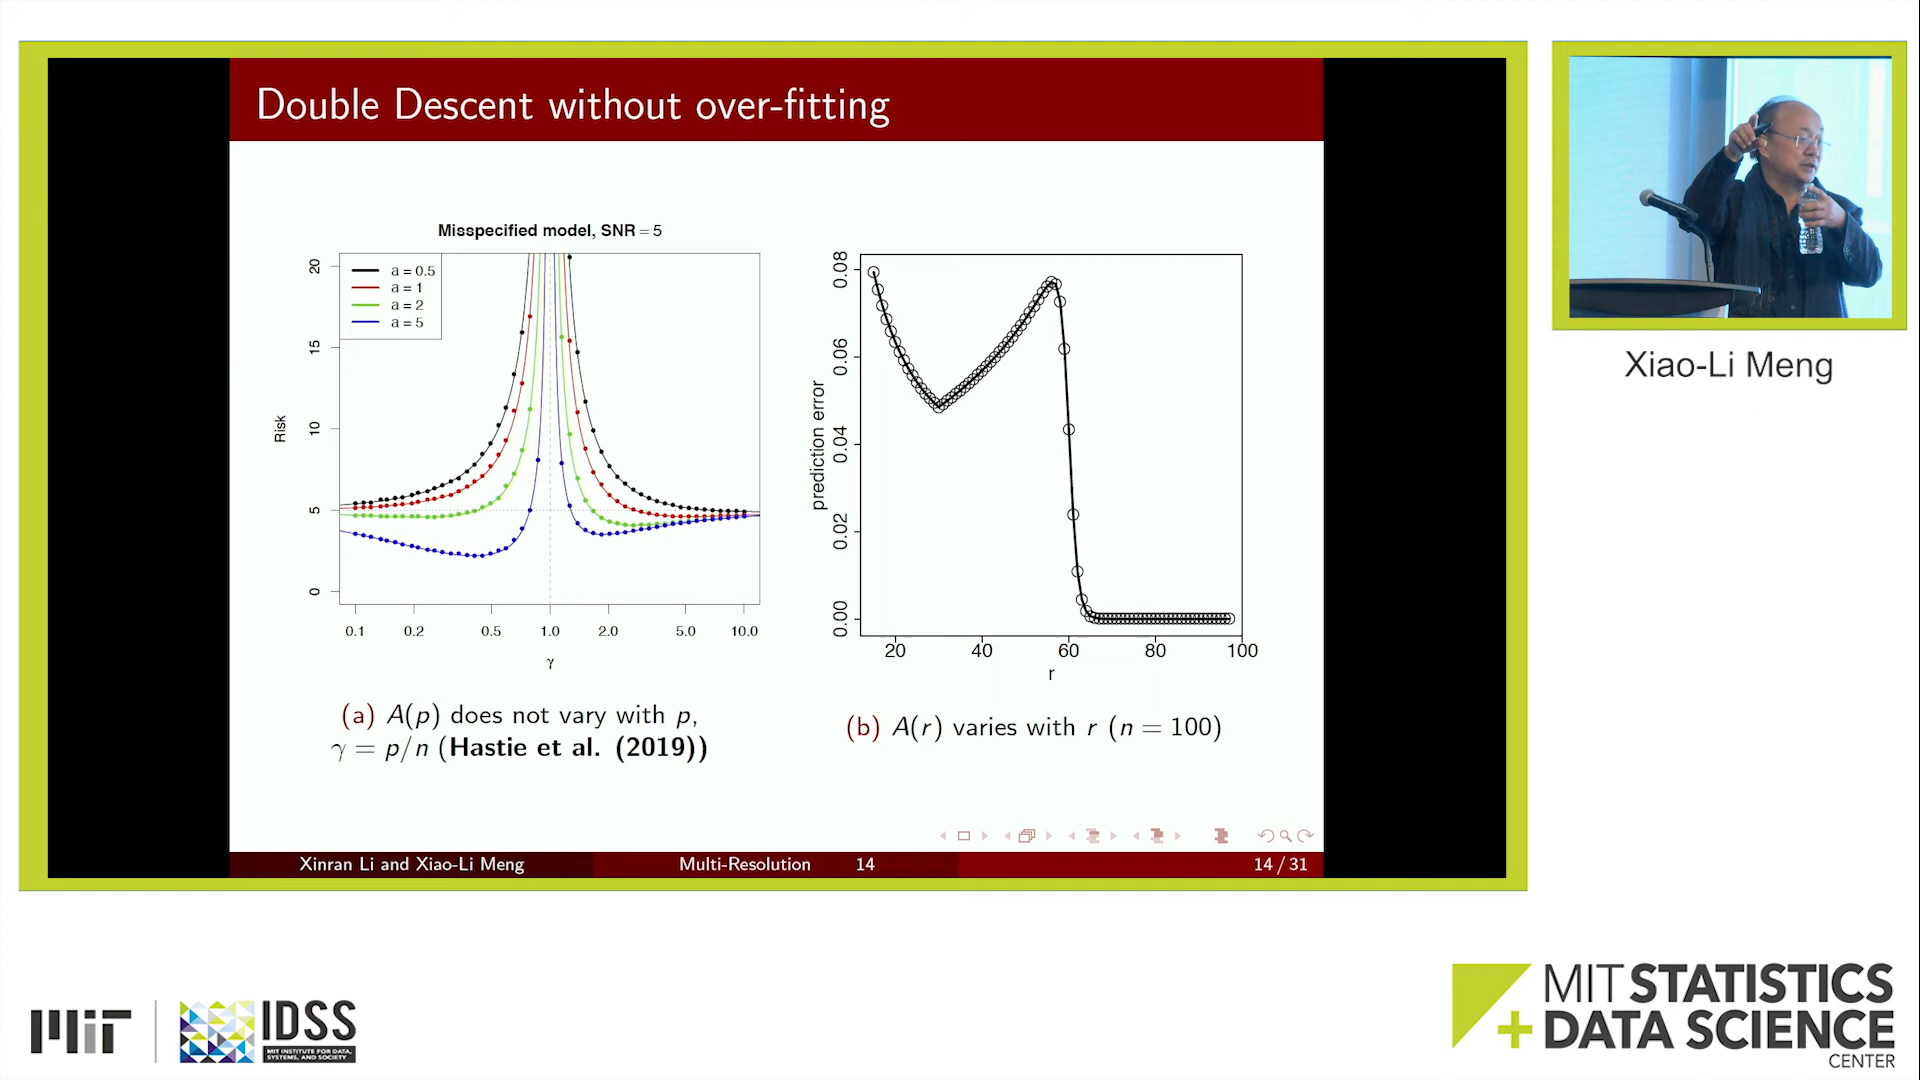 Double Descent without over-fitting
Misspecified model, SNR = 5
a = 0.5
a = 1
a = 2
a = 5
20
15
10
5
0
Risk
0.1 0.2 0.5 1.0 2.0 5.0 10.0
γ
(a) A(p) does not vary with p,
γ = p/n (Hastie et al. (2019))
0.08
0.06
0.04
0.02
0.00
prediction error
20 40 60 80 100
r
(b) A(r) varies with r (n = 100)
Xinran Li and Xiao-Li Meng
Multi-Resolution 14
14 / 31
Xiao-Li Meng
MIT
IDSS
MIT INSTITUTE FOR DATA,
SYSTEMS, AND SOCIETY
MIT STATISTICS
+ DATA SCIENCE
CENTER